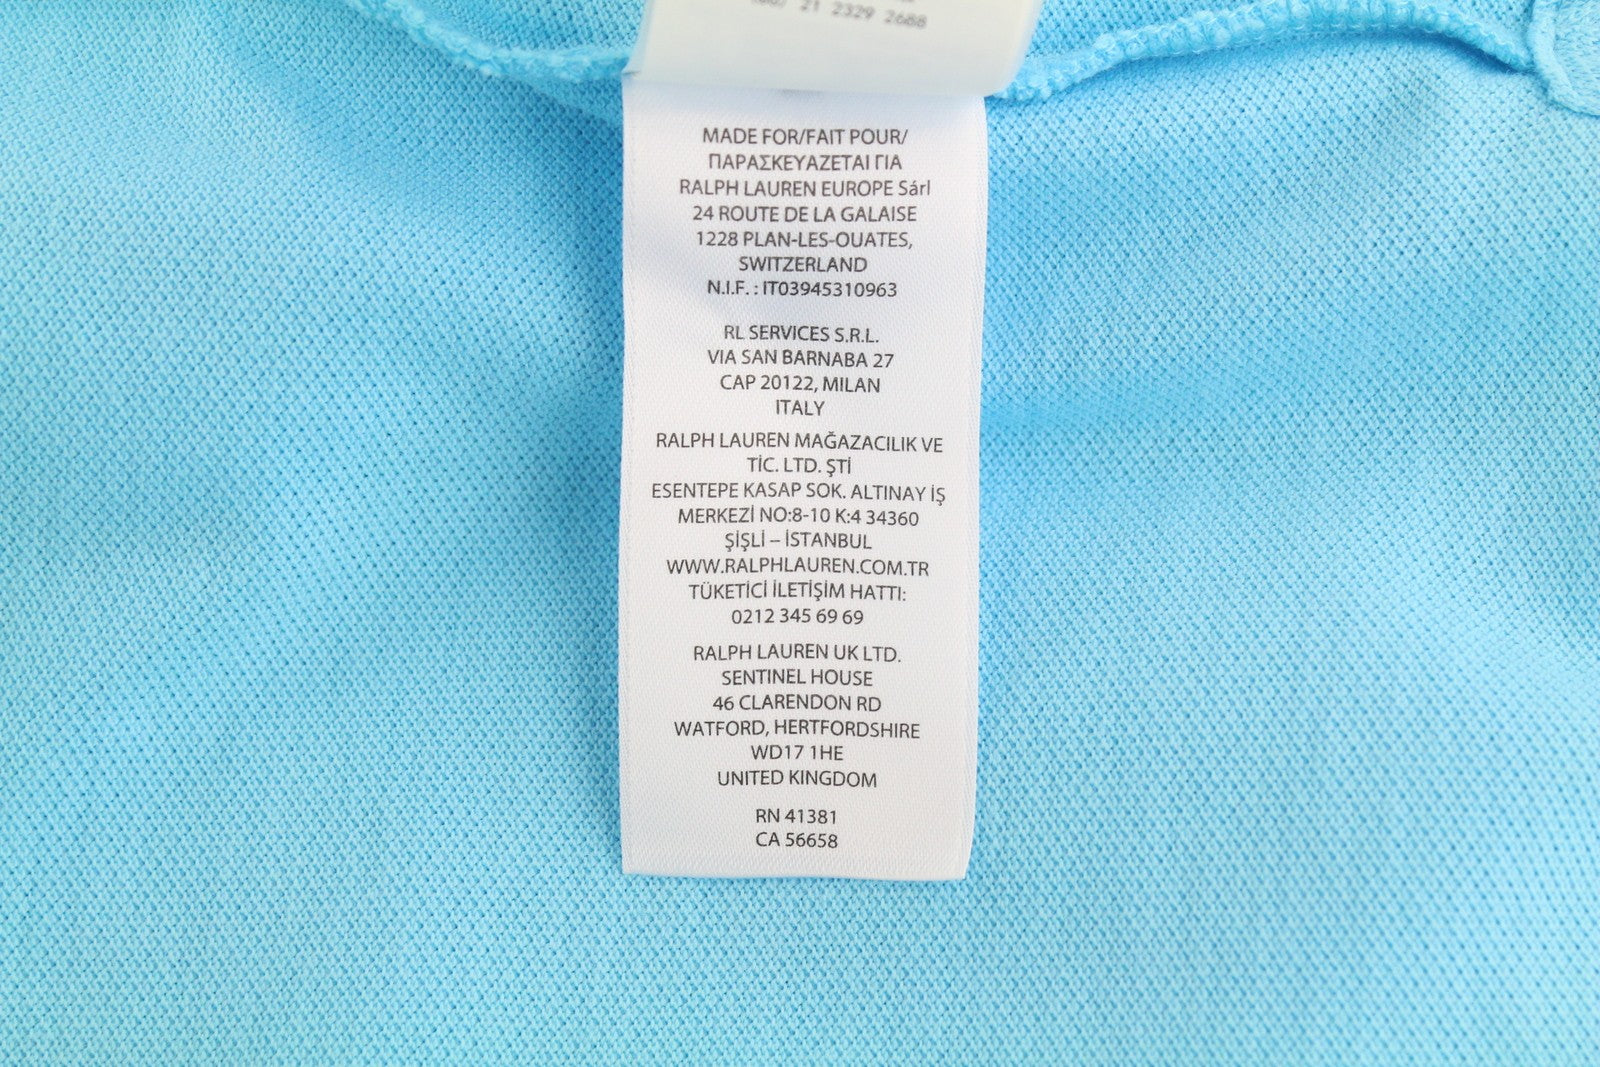 (86) 21 2329 2688
MADE FOR/FAIT POUR/
ΠΑΡΑΣΚΕΥΑΖΕΤΑΙ ΓΙΑ
RALPH LAUREN EUROPE Sárl
24 ROUTE DE LA GALAISE
1228 PLAN-LES-OUATES,
SWITZERLAND
N.I.F. : IT03945310963
RL SERVICES S.R.L.
VIA SAN BARNABA 27
CAP 20122, MILAN
ITALY
RALPH LAUREN MAĞAZACILIK VE
TİC. LTD. ŞTİ
ESENTEPE KASAP SOK. ALTINAY İŞ
MERKEZİ NO:8-10 K:4 34360
ŞİŞLİ – İSTANBUL
WWW.RALPHLAUREN.COM.TR
TÜKETİCİ İLETİŞİM HATTI:
0212 345 69 69
RALPH LAUREN UK LTD.
SENTINEL HOUSE
46 CLARENDON RD
WATFORD, HERTFORDSHIRE
WD17 1HE
UNITED KINGDOM
RN 41381
CA 56658